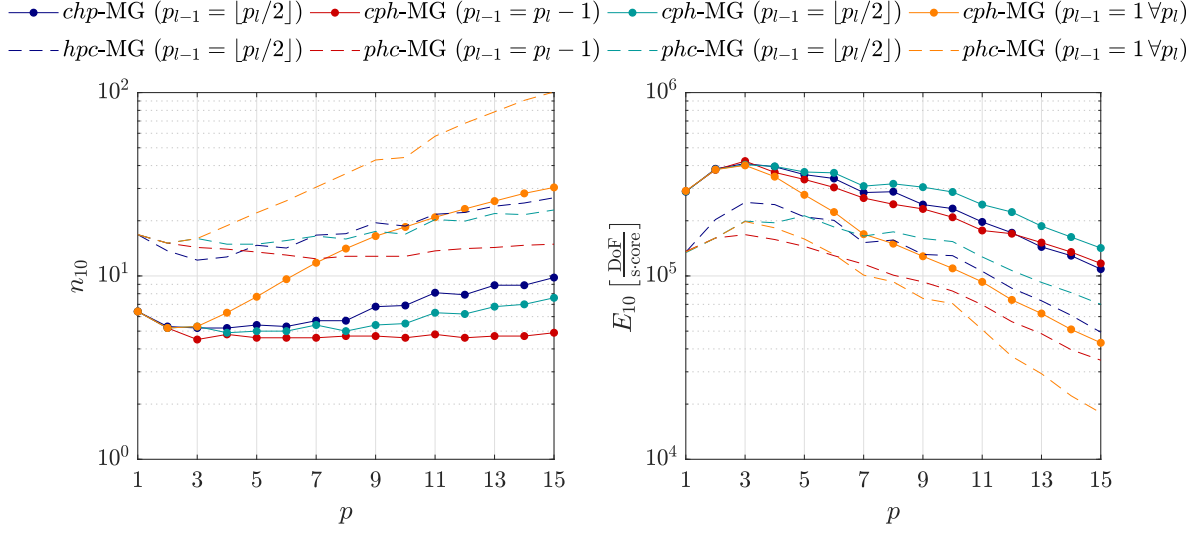 chp-MG (p_{l−1} = ⌊p_l/2⌋) cph-MG (p_{l−1} = p_l − 1) cph-MG (p_{l−1} = ⌊p_l/2⌋) cph-MG (p_{l−1} = 1 ∀p_l)
hpc-MG (p_{l−1} = ⌊p_l/2⌋) phc-MG (p_{l−1} = p_l − 1) phc-MG (p_{l−1} = ⌊p_l/2⌋) phc-MG (p_{l−1} = 1 ∀p_l)
n_{10}
10^2
10^1
10^0
1 3 5 7 9 11 13 15
p
E_{10} [DoF / s·core]
10^6
10^5
10^4
1 3 5 7 9 11 13 15
p